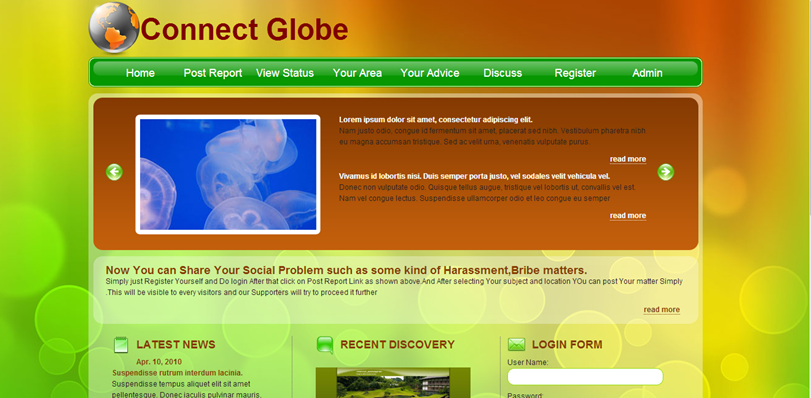 Connect Globe
Home Post Report View Status Your Area Your Advice Discuss Register Admin
Lorem ipsum dolor sit amet, consectetur adipiscing elit.
Nam justo odio, congue id fermentum sit amet, placerat sed nibh. Vestibulum pharetra nibh
eu magna accumsan tristique. Sed ac velit urna, venenatis vulputate purus.
read more
Vivamus id lobortis nisi. Duis semper porta justo, vel sodales velit vehicula vel.
Donec non vulputate odio. Quisque tellus augue, tristique vel lobortis ut, convallis vel est.
Nam vel congue lectus. Suspendisse ullamcorper odio et leo congue eu semper
read more
Now You can Share Your Social Problem such as some kind of Harassment,Bribe matters.
Simply just Register Yourself and Do login After that click on Post Report Link as shown above.And After selecting Your subject and location YOu can post Your matter Simply
.This will be visible to every visitors and our Supporters will try to proceed it further
read more
LATEST NEWS
Apr. 10, 2010
Suspendisse rutrum interdum lacinia.
Suspendisse tempus aliquet elit sit amet
pellentesque. Donec iaculis pulvinar mauris,
RECENT DISCOVERY
LOGIN FORM
User Name:
Password: